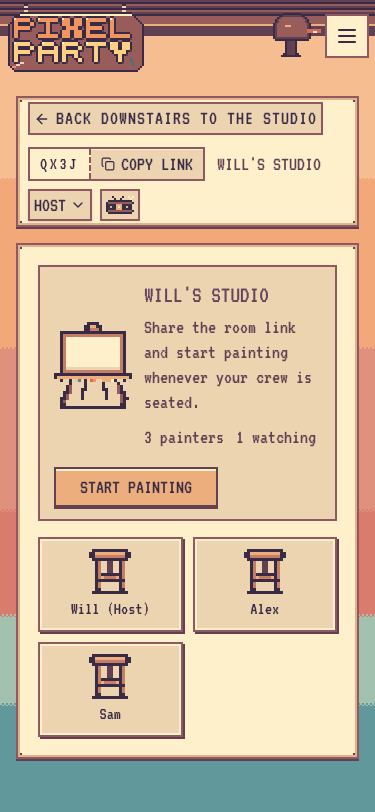 PIXEL
PARTY
← BACK DOWNSTAIRS TO THE STUDIO
QX3J COPY LINK WILL'S STUDIO
HOST
WILL'S STUDIO
Share the room link
and start painting
whenever your crew is
seated.
3 painters 1 watching
START PAINTING
Will (Host) Alex
Sam